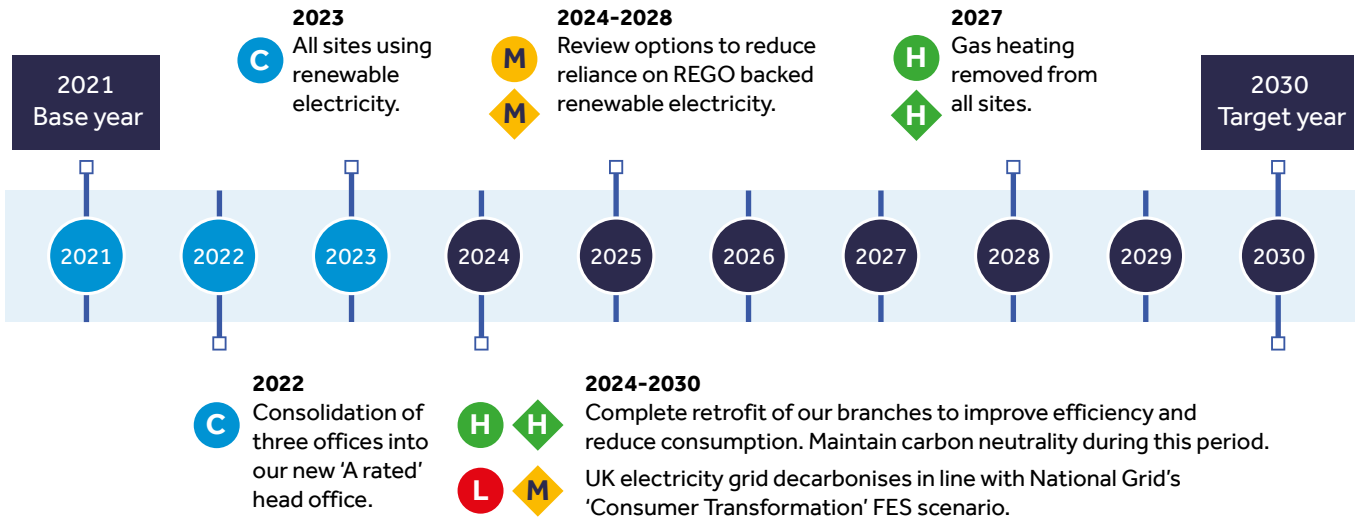 2021
Base year
2023
C
All sites using
renewable
electricity.
2024-2028
M
M
Review options to reduce
reliance on REGO backed
renewable electricity.
2027
H
H
Gas heating
removed from
all sites.
2030
Target year
2021
2022
2023
2024
2025
2026
2027
2028
2029
2030
2022
C
Consolidation of
three offices into
our new ‘A rated’
head office.
2024-2030
H H
Complete retrofit of our branches to improve efficiency and
reduce consumption. Maintain carbon neutrality during this period.
L M
UK electricity grid decarbonises in line with National Grid’s
‘Consumer Transformation’ FES scenario.